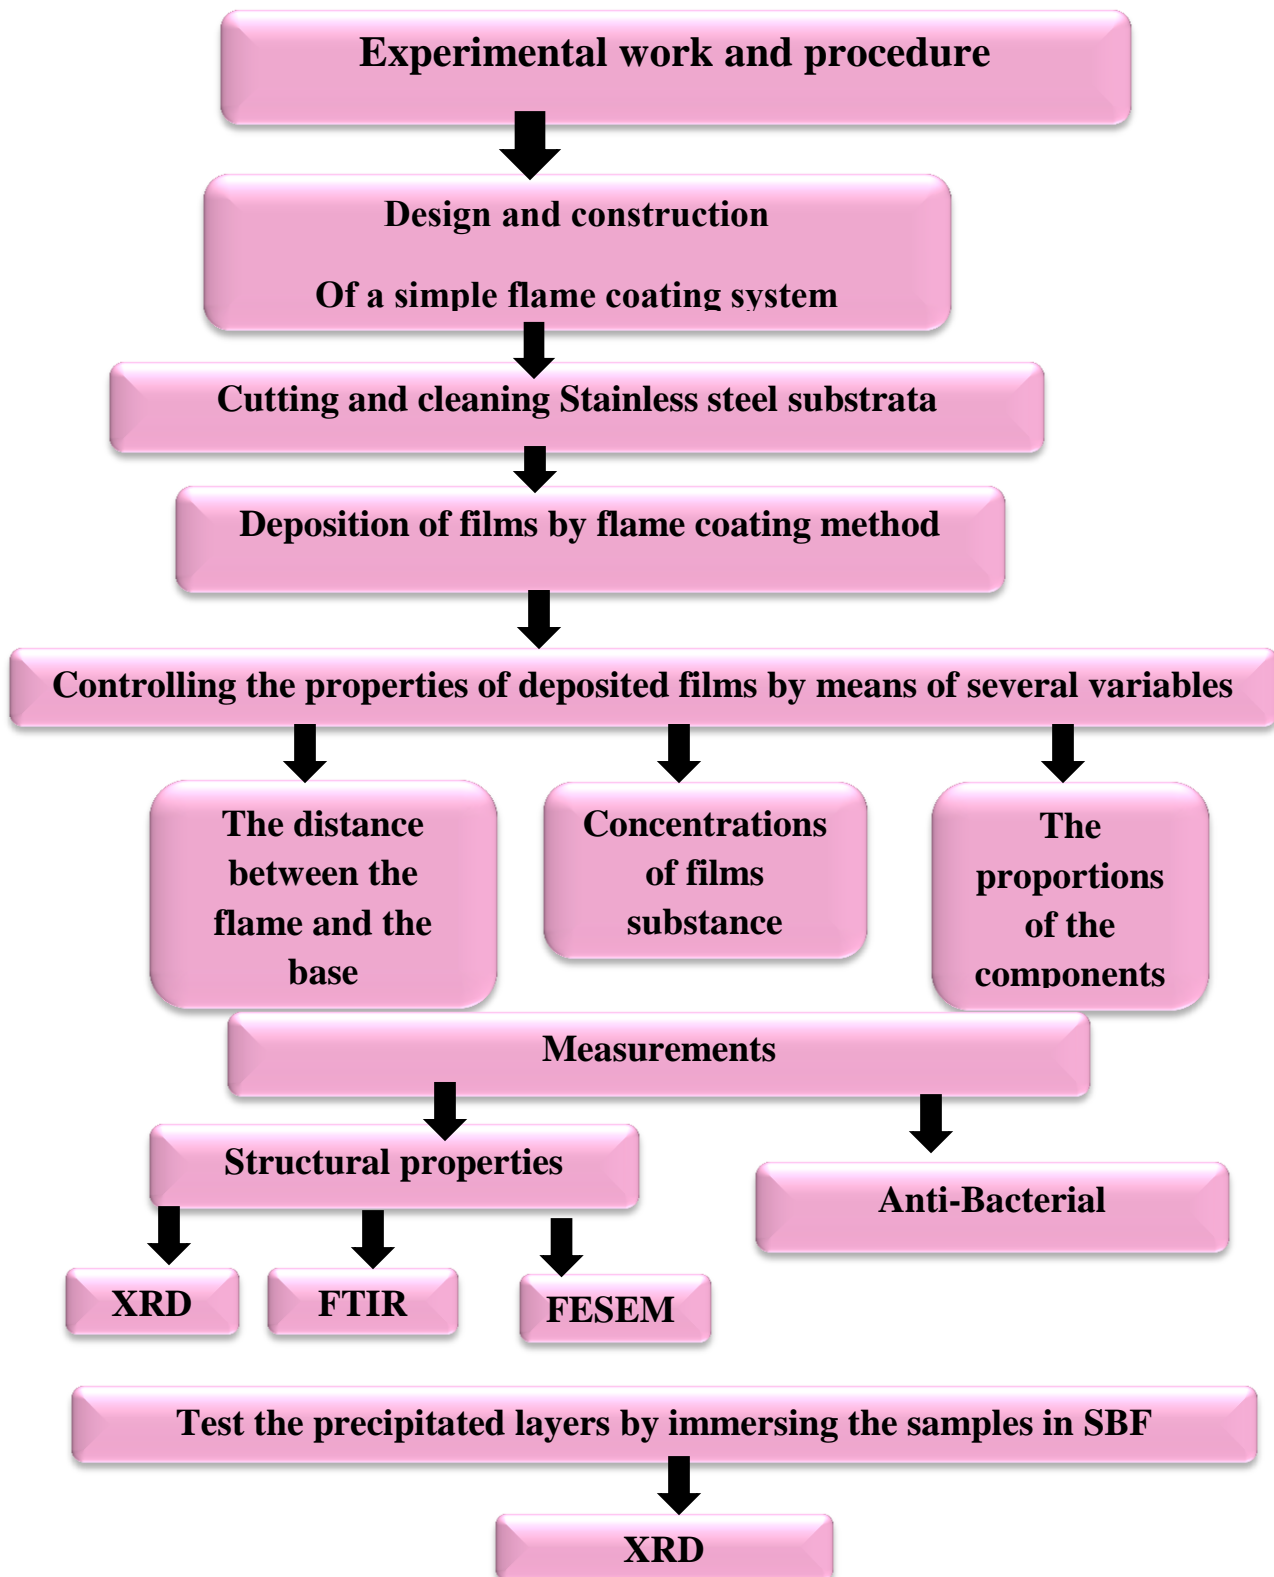 Experimental work and procedure
Design and construction
Of a simple flame coating system
Cutting and cleaning Stainless steel substrata
Deposition of films by flame coating method
Controlling the properties of deposited films by means of several variables
The distance
between the
flame and the
base
Concentrations
of films
substance
The
proportions
of the
components
Measurements
Structural properties
Anti-Bacterial
XRD
FTIR
FESEM
Test the precipitated layers by immersing the samples in SBF
XRD